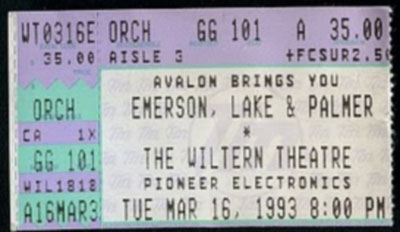 WT0316E ORCH GG 101 A 35.00
35.00 AISLE 3 +FCSUR2.50
AVALON BRINGS YOU
ORCH EMERSON, LAKE & PALMER
CA 1X *
GG 101 THE WILTERN THEATRE
WIL1818 PIONEER ELECTRONICS
A16MAR3 TUE MAR 16, 1993 8:00 PM